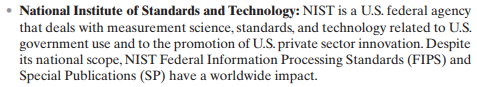 • National Institute of Standards and Technology: NIST is a U.S. federal agency
that deals with measurement science, standards, and technology related to U.S.
government use and to the promotion of U.S. private sector innovation. Despite
its national scope, NIST Federal Information Processing Standards (FIPS) and
Special Publications (SP) have a worldwide impact.